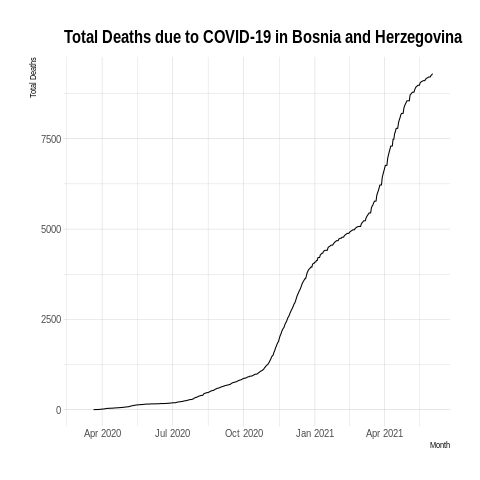 Total Deaths due to COVID-19 in Bosnia and Herzegovina
Total Deaths
7500
5000
2500
0
Apr 2020 Jul 2020 Oct 2020 Jan 2021 Apr 2021
Month